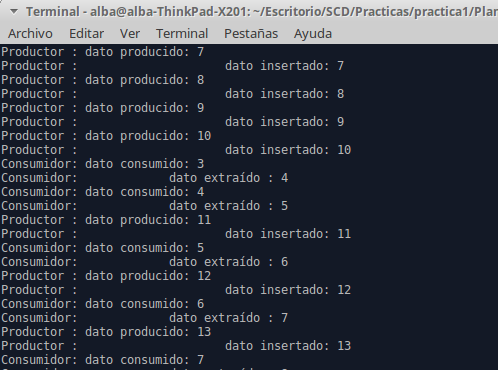 Terminal - alba@alba-ThinkPad-X201: ~/Escritorio/SCD/Practicas/practica1/Plan
Archivo Editar Ver Terminal Pestañas Ayuda
Productor : dato producido: 7
Productor : dato insertado: 7
Productor : dato producido: 8
Productor : dato insertado: 8
Productor : dato producido: 9
Productor : dato insertado: 9
Productor : dato producido: 10
Productor : dato insertado: 10
Consumidor: dato consumido: 3
Consumidor: dato extraído : 4
Consumidor: dato consumido: 4
Consumidor: dato extraído : 5
Productor : dato producido: 11
Productor : dato insertado: 11
Consumidor: dato consumido: 5
Consumidor: dato extraído : 6
Productor : dato producido: 12
Productor : dato insertado: 12
Consumidor: dato consumido: 6
Consumidor: dato extraído : 7
Productor : dato producido: 13
Productor : dato insertado: 13
Consumidor: dato consumido: 7